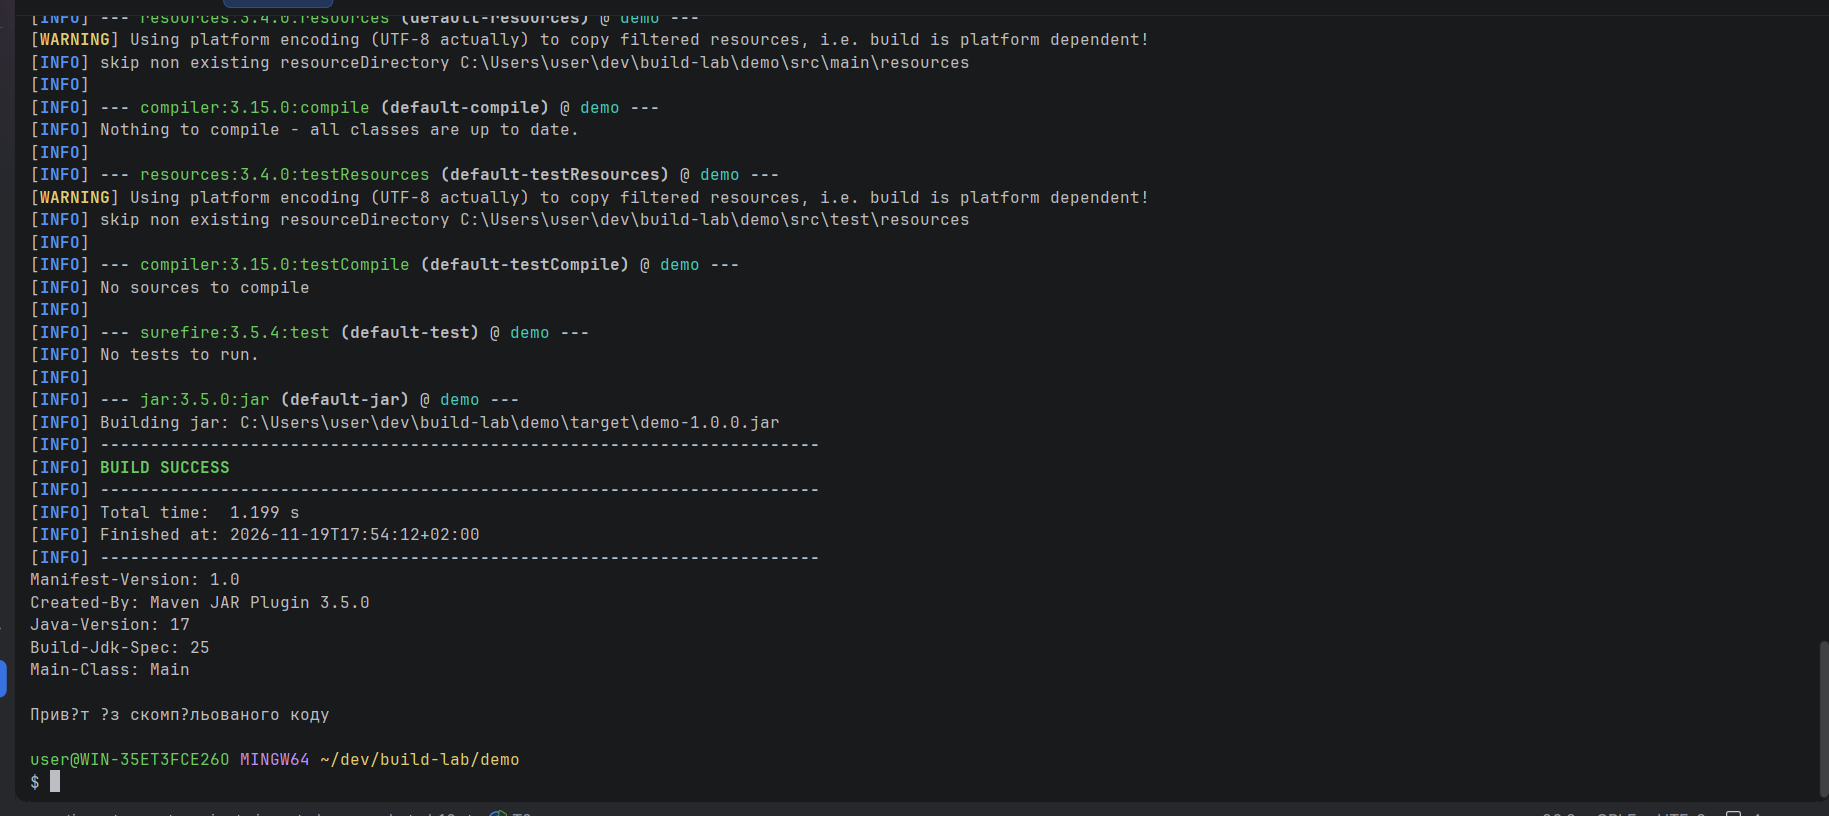 [INFO] --- resources:3.4.0:resources (default-resources) @ demo ---
[WARNING] Using platform encoding (UTF-8 actually) to copy filtered resources, i.e. build is platform dependent!
[INFO] skip non existing resourceDirectory C:\Users\user\dev\build-lab\demo\src\main\resources
[INFO]
[INFO] --- compiler:3.15.0:compile (default-compile) @ demo ---
[INFO] Nothing to compile - all classes are up to date.
[INFO]
[INFO] --- resources:3.4.0:testResources (default-testResources) @ demo ---
[WARNING] Using platform encoding (UTF-8 actually) to copy filtered resources, i.e. build is platform dependent!
[INFO] skip non existing resourceDirectory C:\Users\user\dev\build-lab\demo\src\test\resources
[INFO]
[INFO] --- compiler:3.15.0:testCompile (default-testCompile) @ demo ---
[INFO] No sources to compile
[INFO]
[INFO] --- surefire:3.5.4:test (default-test) @ demo ---
[INFO] No tests to run.
[INFO]
[INFO] --- jar:3.5.0:jar (default-jar) @ demo ---
[INFO] Building jar: C:\Users\user\dev\build-lab\demo\target\demo-1.0.0.jar
[INFO] ------------------------------------------------------------------------
[INFO] BUILD SUCCESS
[INFO] ------------------------------------------------------------------------
[INFO] Total time:  1.199 s
[INFO] Finished at: 2026-11-19T17:54:12+02:00
[INFO] ------------------------------------------------------------------------
Manifest-Version: 1.0
Created-By: Maven JAR Plugin 3.5.0
Java-Version: 17
Build-Jdk-Spec: 25
Main-Class: Main
Прив?т ?з скомп?льованого коду
user@WIN-35ET3FCE260 MINGW64 ~/dev/build-lab/demo
$